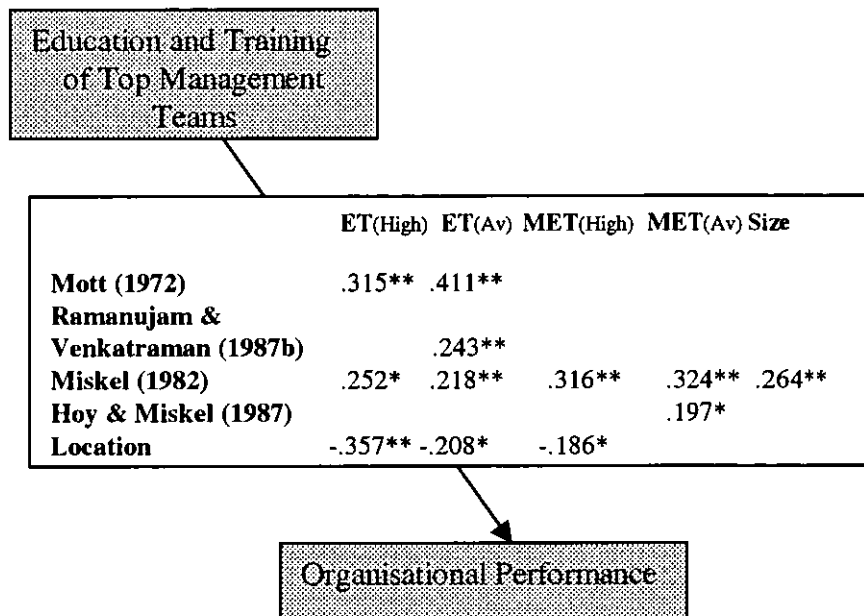 Education and Training
of Top Management
Teams
ET(High) ET(Av) MET(High) MET(Av) Size
Mott (1972) .315** .411**
Ramanujam &
Venkatraman (1987b) .243**
Miskel (1982) .252* .218** .316** .324** .264**
Hoy & Miskel (1987) .197*
Location -.357** -.208* -.186*
Organisational Performance